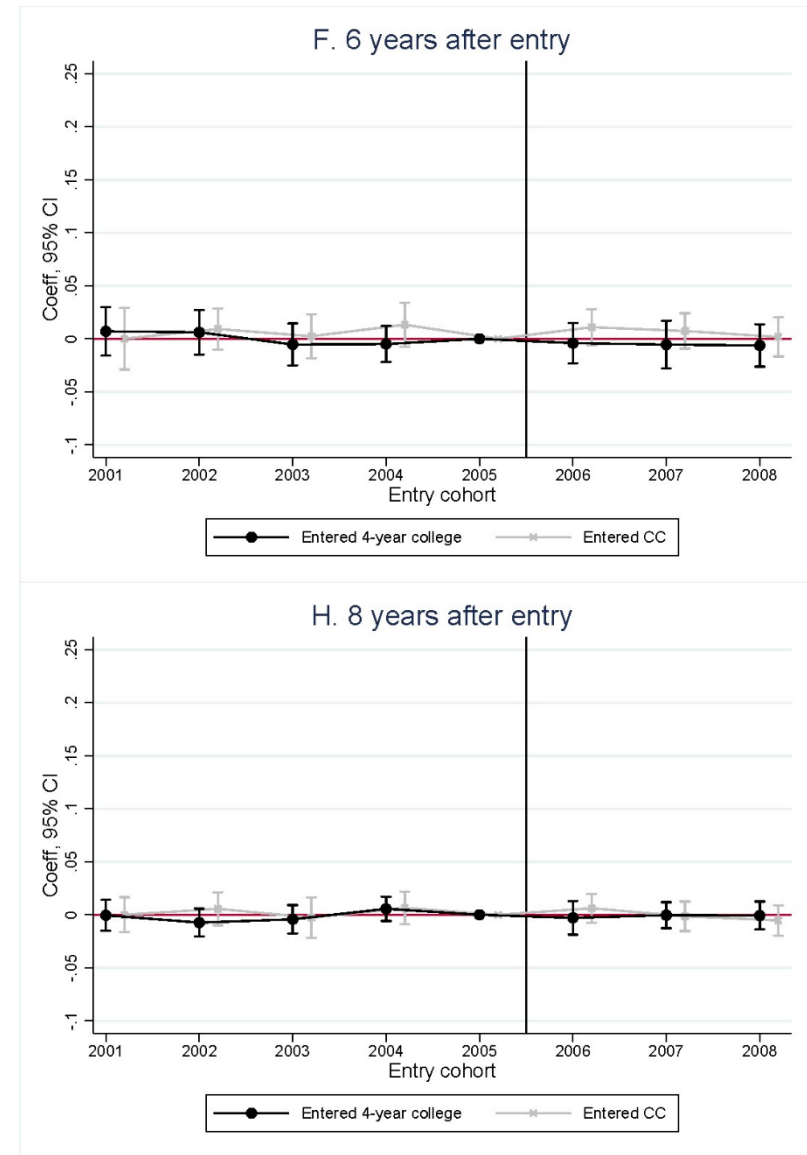 F. 6 years after entry
.25
.2
.15
.1
.05
0
-.05
-.1
Coeff, 95% CI
2001 2002 2003 2004 2005 2006 2007 2008
Entry cohort
Entered 4-year college Entered CC
H. 8 years after entry
.25
.2
.15
.1
.05
0
-.05
-.1
Coeff, 95% CI
2001 2002 2003 2004 2005 2006 2007 2008
Entry cohort
Entered 4-year college Entered CC